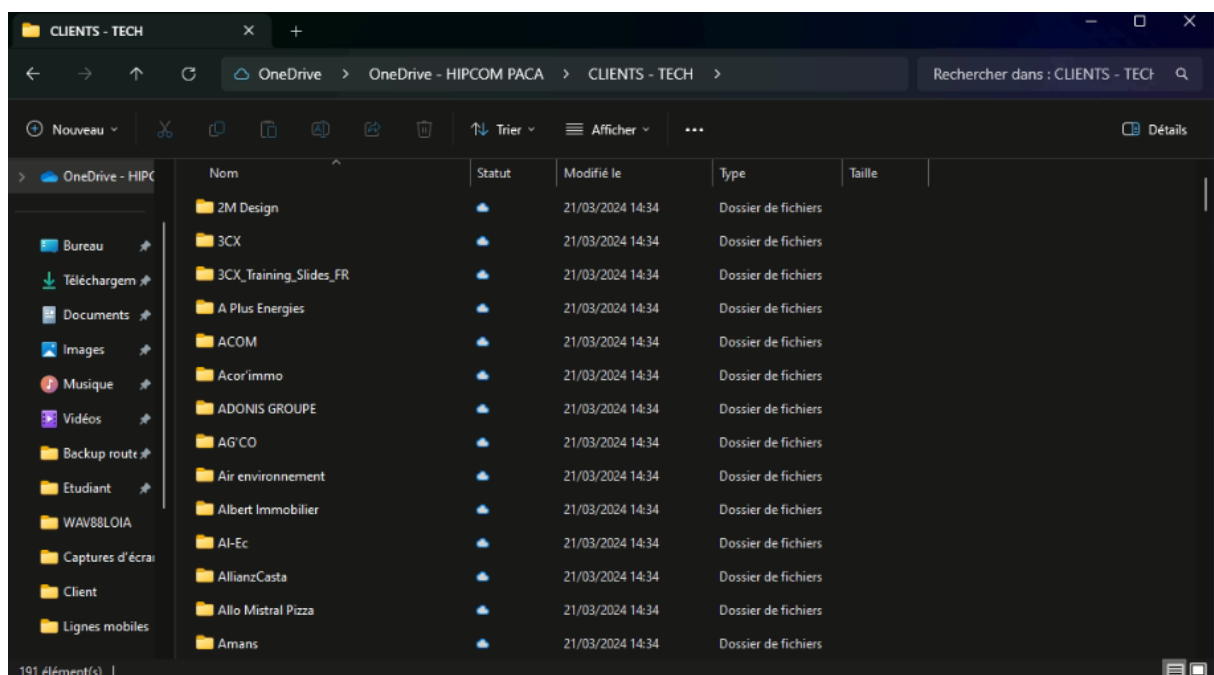 CLIENTS - TECH
OneDrive > OneDrive - HIPCOM PACA > CLIENTS - TECH >
Rechercher dans : CLIENTS - TECH
Nouveau
Trier
Afficher
Détails
OneDrive - HIPC
Bureau
Téléchargem
Documents
Images
Musique
Vidéos
Backup route
Etudiant
WAV88LOIA
Captures d'écrai
Client
Lignes mobiles
Nom Statut Modifié le Type Taille
2M Design 21/03/2024 14:34 Dossier de fichiers
3CX 21/03/2024 14:34 Dossier de fichiers
3CX_Training_Slides_FR 21/03/2024 14:34 Dossier de fichiers
A Plus Energies 21/03/2024 14:34 Dossier de fichiers
ACOM 21/03/2024 14:34 Dossier de fichiers
Acor'immo 21/03/2024 14:34 Dossier de fichiers
ADONIS GROUPE 21/03/2024 14:34 Dossier de fichiers
AG'CO 21/03/2024 14:34 Dossier de fichiers
Air environnement 21/03/2024 14:34 Dossier de fichiers
Albert Immobilier 21/03/2024 14:34 Dossier de fichiers
Al-Ec 21/03/2024 14:34 Dossier de fichiers
AllianzCasta 21/03/2024 14:34 Dossier de fichiers
Allo Mistral Pizza 21/03/2024 14:34 Dossier de fichiers
Amans 21/03/2024 14:34 Dossier de fichiers
191 élément(s)